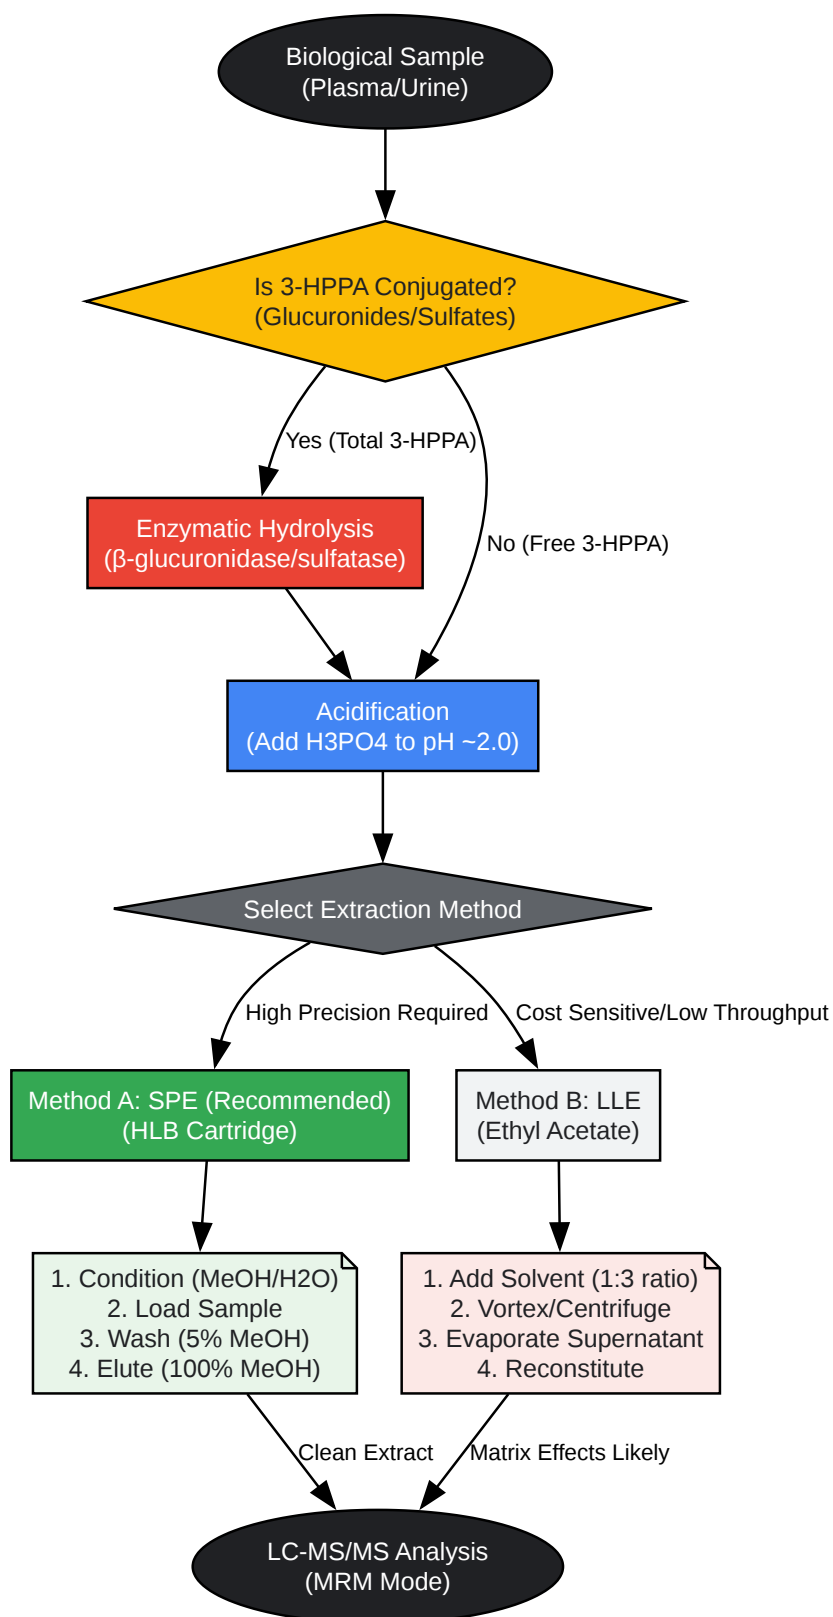 Biological Sample
(Plasma/Urine)
Is 3-HPPA Conjugated?
(Glucuronides/Sulfates)
Yes (Total 3-HPPA)
Enzymatic Hydrolysis
(β-glucuronidase/sulfatase)
No (Free 3-HPPA)
Acidification
(Add H3PO4 to pH ~2.0)
Select Extraction Method
High Precision Required
Cost Sensitive/Low Throughput
Method A: SPE (Recommended)
(HLB Cartridge)
Method B: LLE
(Ethyl Acetate)
1. Condition (MeOH/H2O)
2. Load Sample
3. Wash (5% MeOH)
4. Elute (100% MeOH)
1. Add Solvent (1:3 ratio)
2. Vortex/Centrifuge
3. Evaporate Supernatant
4. Reconstitute
Clean Extract
Matrix Effects Likely
LC-MS/MS Analysis
(MRM Mode)